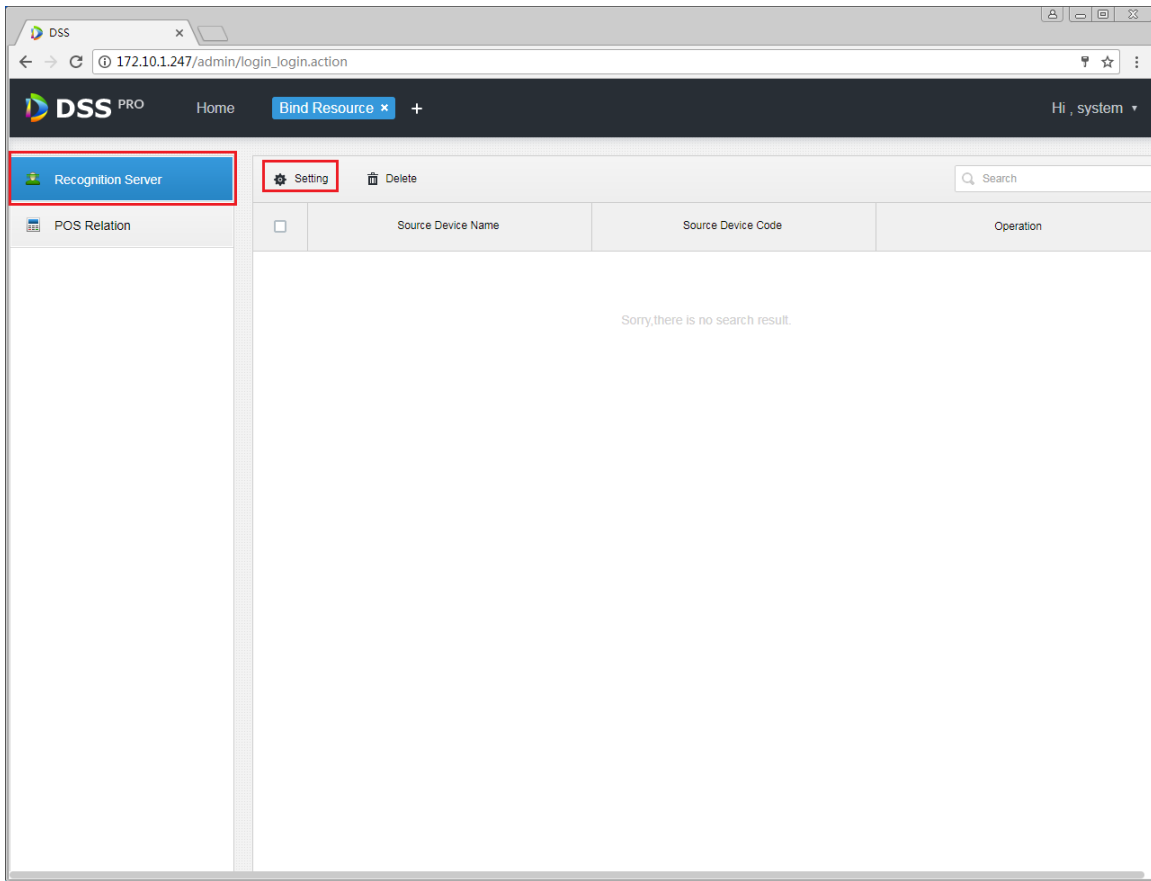 DSS
172.10.1.247/admin/login_login.action
DSS PRO Home Bind Resource × + Hi , system
Recognition Server
POS Relation
Setting Delete Search
Source Device Name Source Device Code Operation
Sorry,there is no search result.